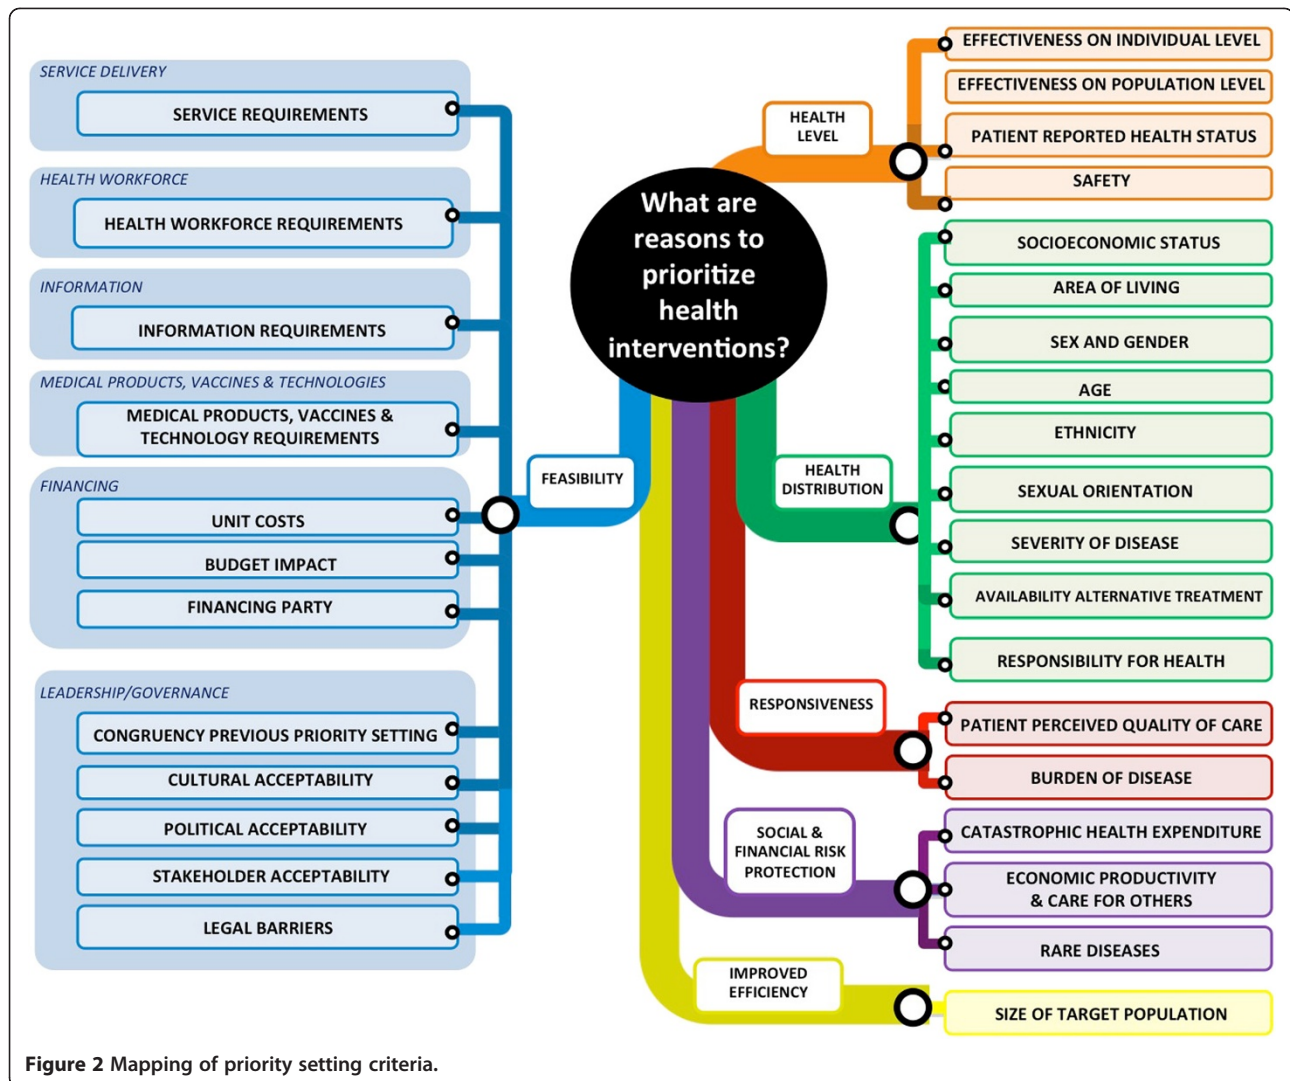 SERVICE DELIVERY
SERVICE REQUIREMENTS
HEALTH WORKFORCE
HEALTH WORKFORCE REQUIREMENTS
INFORMATION
INFORMATION REQUIREMENTS
MEDICAL PRODUCTS, VACCINES & TECHNOLOGIES
MEDICAL PRODUCTS, VACCINES &
TECHNOLOGY REQUIREMENTS
FINANCING
UNIT COSTS
BUDGET IMPACT
FINANCING PARTY
LEADERSHIP/GOVERNANCE
CONGRUENCY PREVIOUS PRIORITY SETTING
CULTURAL ACCEPTABILITY
POLITICAL ACCEPTABILITY
STAKEHOLDER ACCEPTABILITY
LEGAL BARRIERS
FEASIBILITY
What are
reasons to
prioritize
health
interventions?
HEALTH
LEVEL
EFFECTIVENESS ON INDIVIDUAL LEVEL
EFFECTIVENESS ON POPULATION LEVEL
PATIENT REPORTED HEALTH STATUS
SAFETY
HEALTH
DISTRIBUTION
SOCIOECONOMIC STATUS
AREA OF LIVING
SEX AND GENDER
AGE
ETHNICITY
SEXUAL ORIENTATION
SEVERITY OF DISEASE
AVAILABILITY ALTERNATIVE TREATMENT
RESPONSIBILITY FOR HEALTH
RESPONSIVENESS
PATIENT PERCEIVED QUALITY OF CARE
BURDEN OF DISEASE
SOCIAL &
FINANCIAL RISK
PROTECTION
CATASTROPHIC HEALTH EXPENDITURE
ECONOMIC PRODUCTIVITY
& CARE FOR OTHERS
RARE DISEASES
IMPROVED
EFFICIENCY
SIZE OF TARGET POPULATION
Figure 2 Mapping of priority setting criteria.